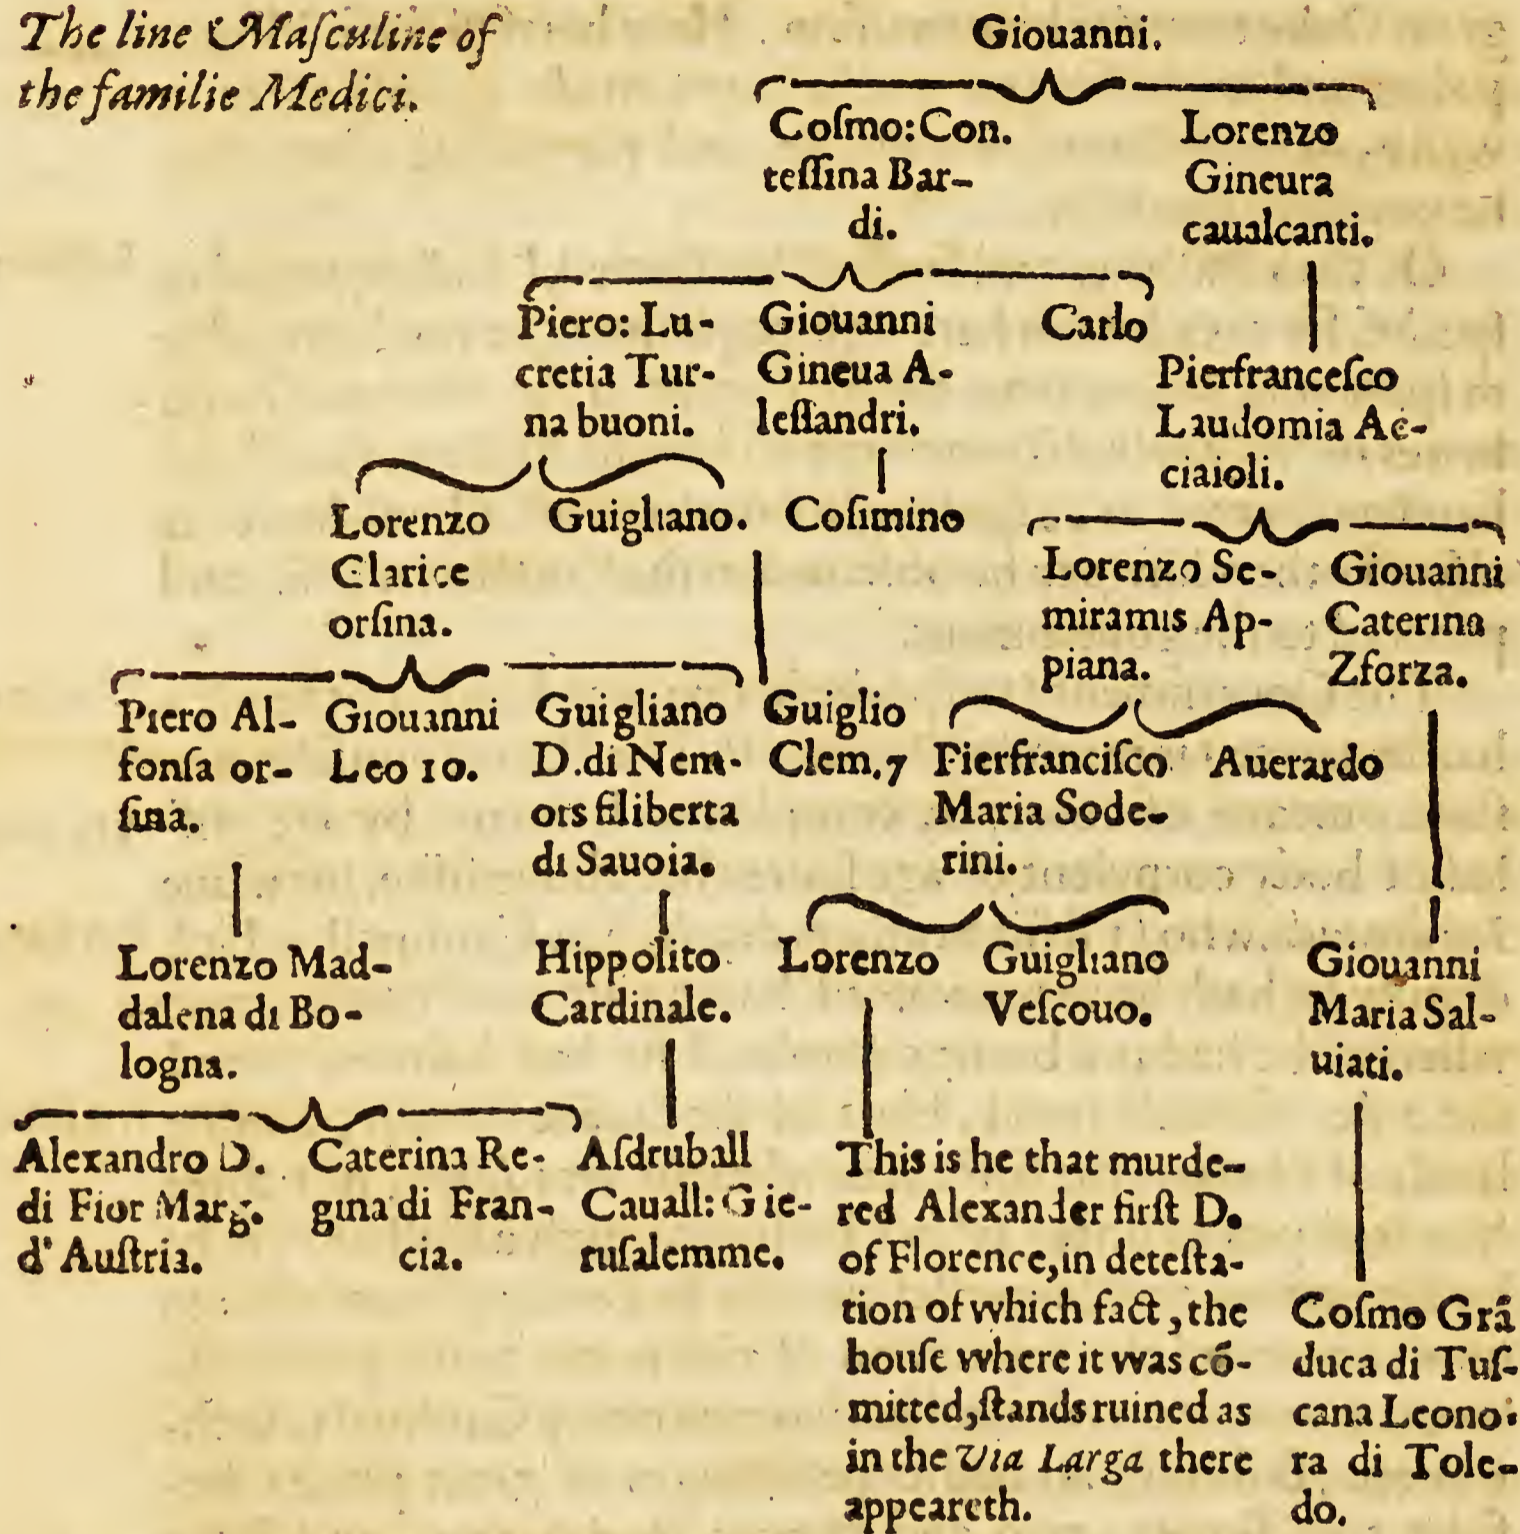 The line Maſculine of
the familie Medici.
Giouanni.
Coſmo: Con.
teſſina Bar-
di.
Lorenzo
Gineura
caualcanti.
Piero: Lu-
cretia Tur-
na buoni.
Giouanni
Gineua A-
leſſandri.
Carlo
Pierfranceſco
Laudomia Ac-
ciaioli.
Lorenzo
Clarice
orſina.
Guigliano.
Coſimino
Lorenzo Se-
miramis Ap-
piana.
Giouanni
Caterina
Zforza.
Piero Al-
fonſa or-
ſina.
Giouanni
Leo 10.
Guigliano
D. di Nem-
ors filiberta
di Sauoia.
Guiglio
Clem. 7
Pierfranciſco
Maria Sode-
rini.
Auerardo
Lorenzo Mad-
dalena di Bo-
logna.
Hippolito
Cardinale.
Lorenzo
Guigliano
Veſcouo.
Giouanni
Maria Sal-
uiati.
Alexandro D.
di Fior Marg.
d' Auſtria.
Caterina Re-
gina di Fran-
cia.
Aſdruball
Cauall: Gie-
ruſalemme.
This is he that murde-
red Alexander firſt D.
of Florence, in deteſta-
tion of which fact, the
houſe where it was cõ-
mitted, ſtands ruined as
in the Via Larga there
appeareth.
Coſmo Grã
duca di Tuſ-
cana Leono-
ra di Tole-
do.